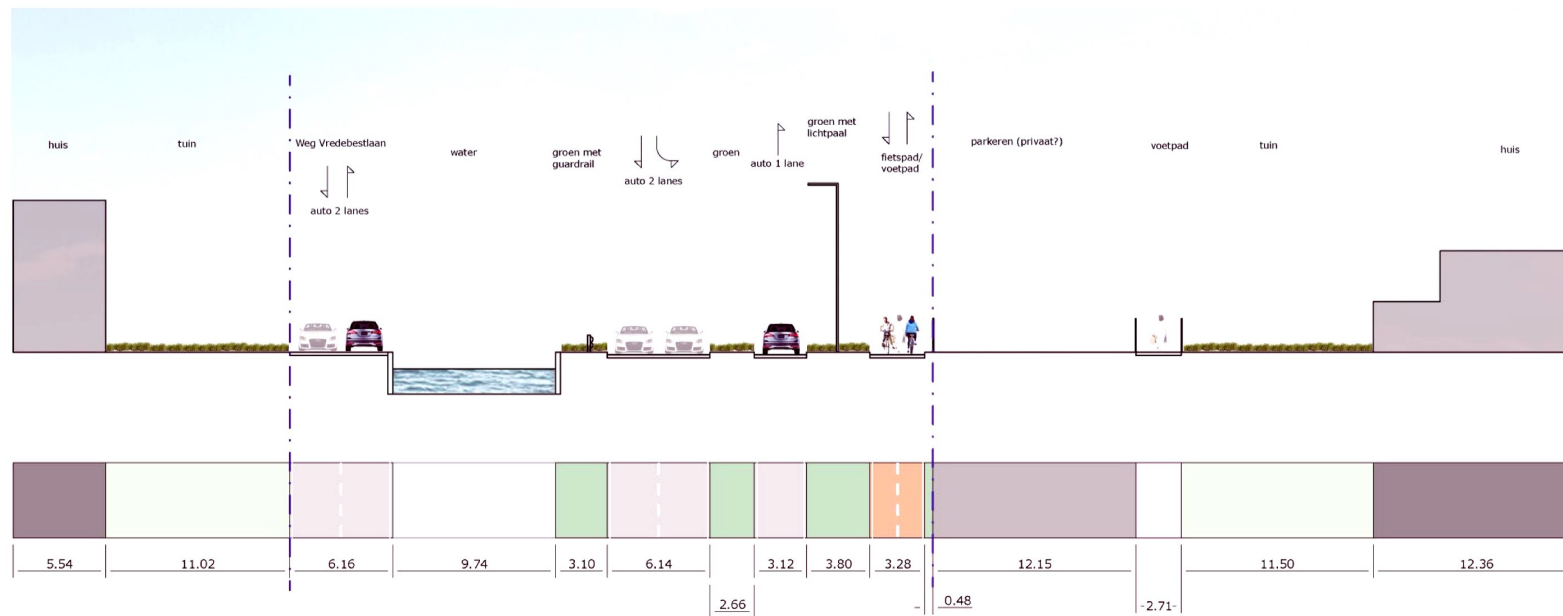 huis
tuin
Weg Vredebestlaan
auto 2 lanes
water
groen met
guardrail
auto 2 lanes
groen
auto 1 lane
groen met
lichtpaal
fietspad/
voetpad
parkeren (privaat?)
voetpad
tuin
huis
5.54
11.02
6.16
9.74
3.10
6.14
2.66
3.12
3.80
3.28
0.48
12.15
-2.71-
11.50
12.36